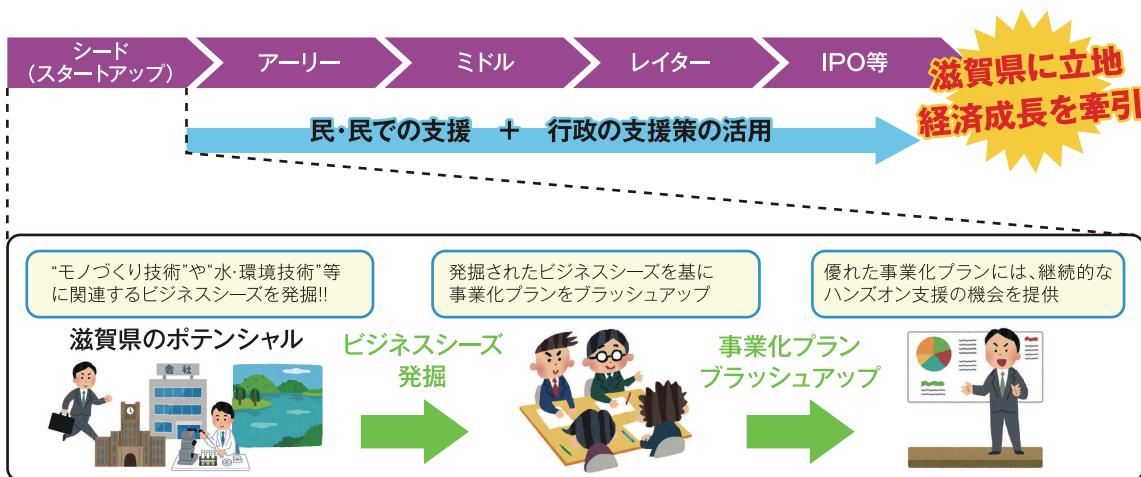 シード
(スタートアップ)
アーリー
ミドル
レイター
IPO等
滋賀県に立地
経済成長を牽引
民・民での支援 + 行政の支援策の活用
“モノづくり技術”や“水・環境技術”等
に関連するビジネスシーズを発掘!!
発掘されたビジネスシーズを基に
事業化プランをブラッシュアップ
優れた事業化プランには、継続的な
ハンズオン支援の機会を提供
滋賀県のポテンシャル
会社
ビジネスシーズ
発掘
事業化プラン
ブラッシュアップ